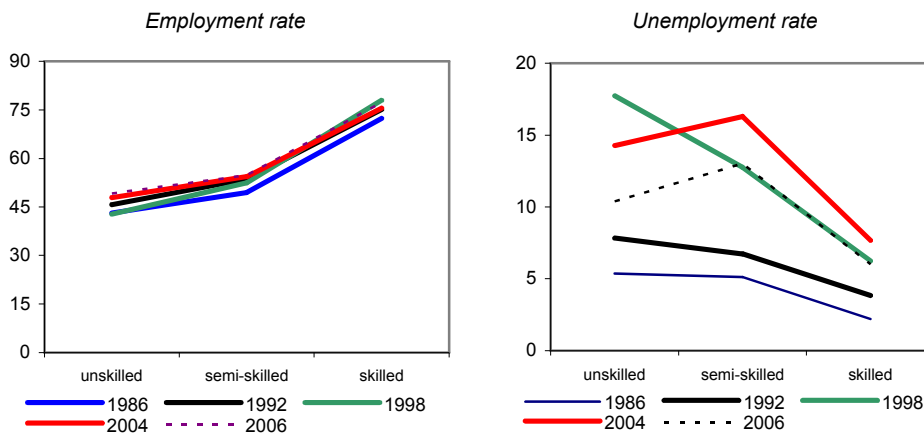 Employment rate
90
75
60
45
30
15
0
unskilled semi-skilled skilled
1986 1992 1998
2004 2006
Unemployment rate
20
15
10
5
0
unskilled semi-skilled skilled
1986 1992 1998
2004 2006